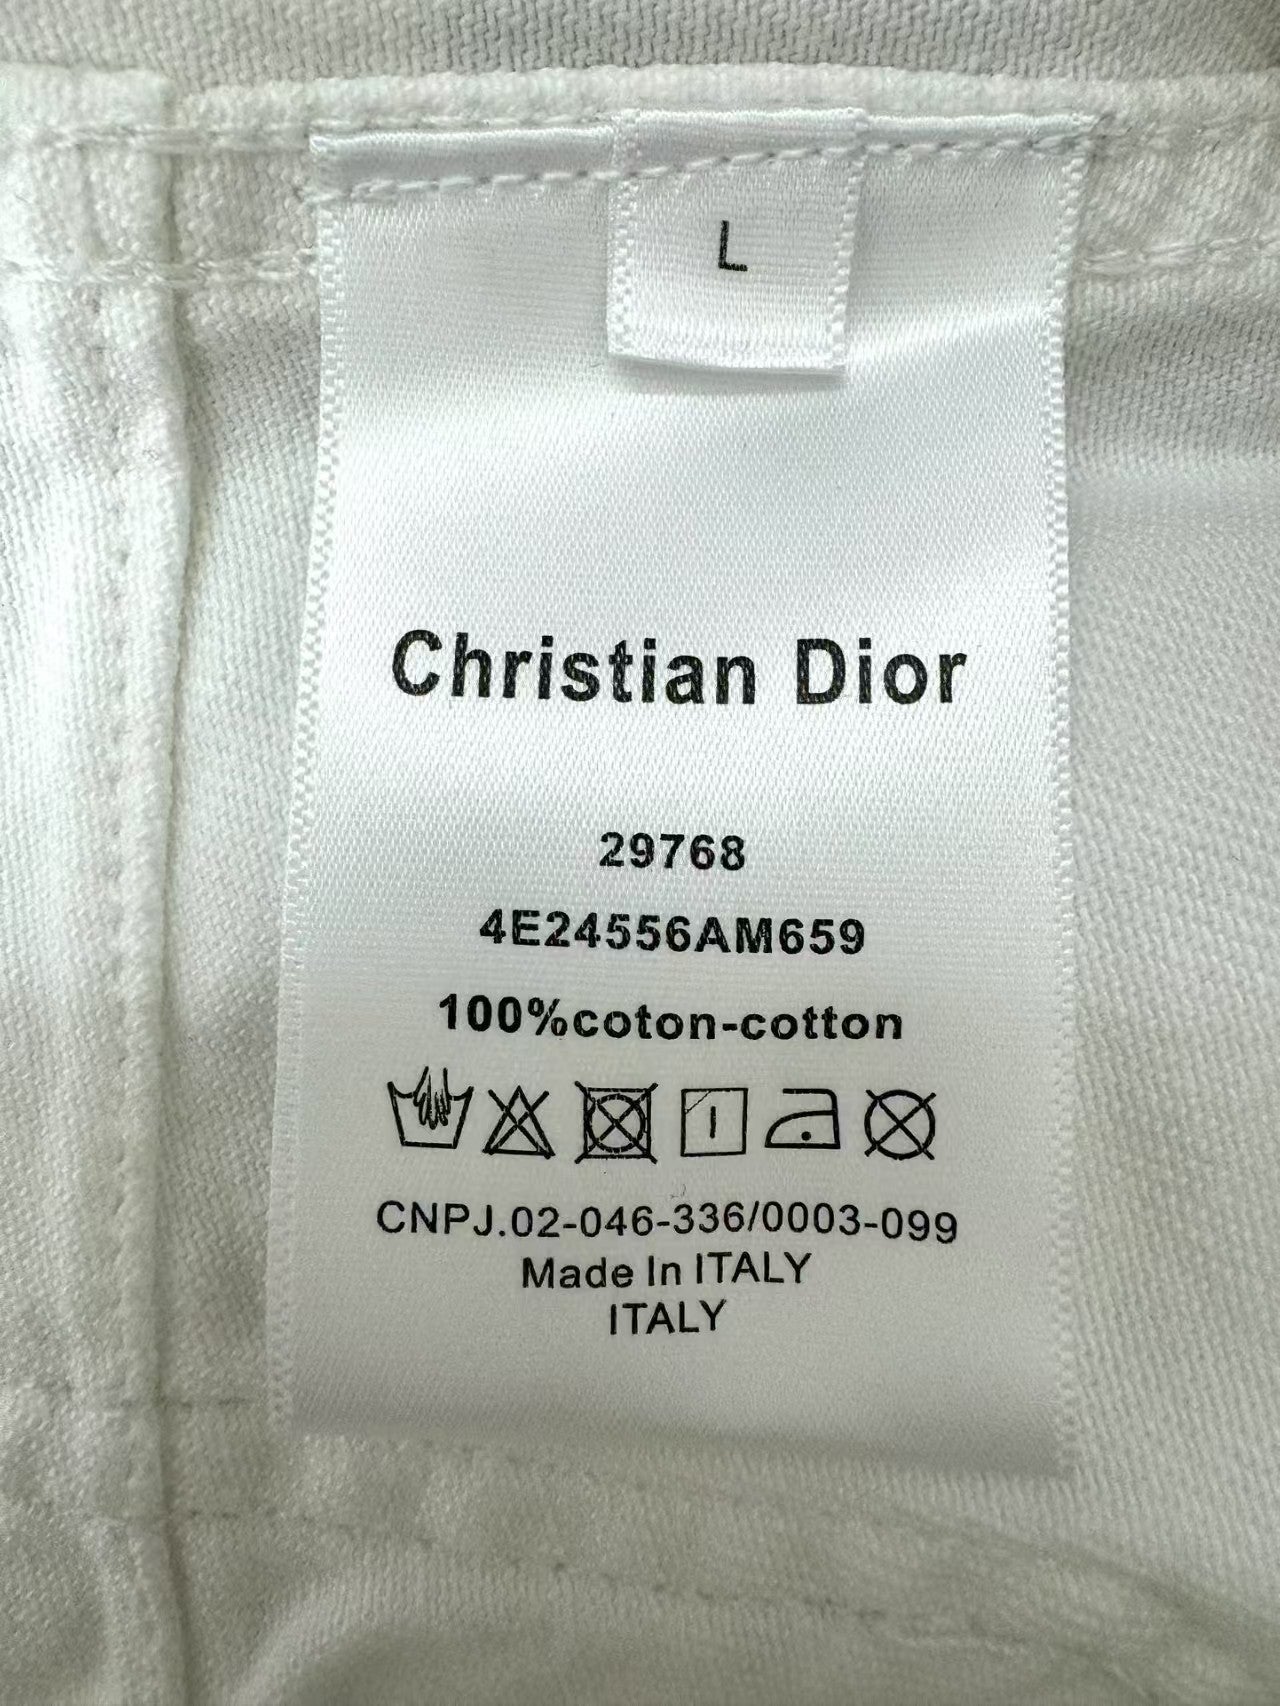 L
Christian Dior
29768
4E24556AM659
100%coton-cotton
CNPJ.02-046-336/0003-099
Made In ITALY
ITALY